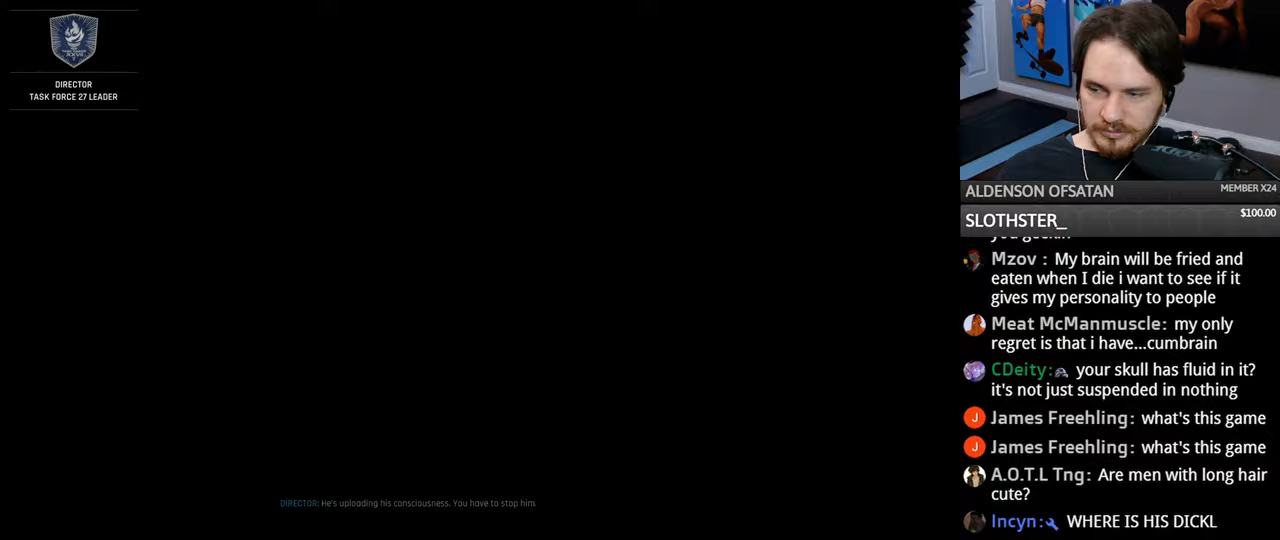 DIRECTOR
TASK FORCE 27 LEADER
DIRECTOR: He's uploading his consciousness. You have to stop him.
ALDENSON OFSATAN MEMBER X24
SLOTHSTER_ $100.00
Mzov : My brain will be fried and
eaten when I die i want to see if it
gives my personality to people
Meat McManmuscle: my only
regret is that i have...cumbrain
CDeity: your skull has fluid in it?
it's not just suspended in nothing
J James Freehling: what's this game
J James Freehling: what's this game
A.O.T.L Tng: Are men with long hair
cute?
Incyn: WHERE IS HIS DICKL